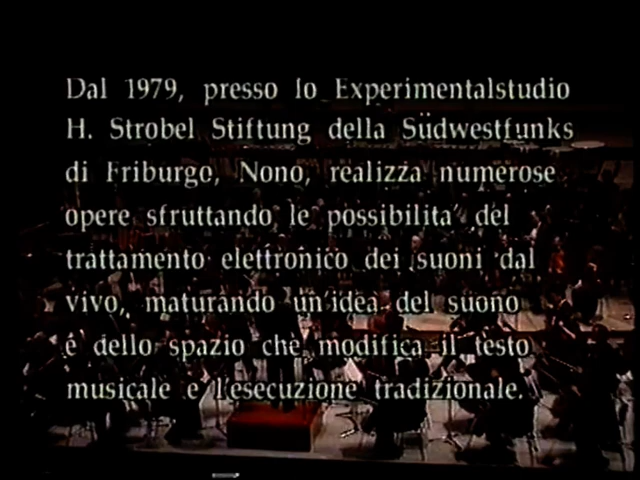 Dal 1979, presso lo Experimentalstudio
H. Strobel Stiftung della Südwestfunks
di Friburgo, Nono, realizza numerose
opere sfruttando le possibilita' del
trattamento elettronico dei suoni dal
vivo, maturando un'idea del suono
e dello spazio che modifica il testo
musicale e l'esecuzione tradizionale.